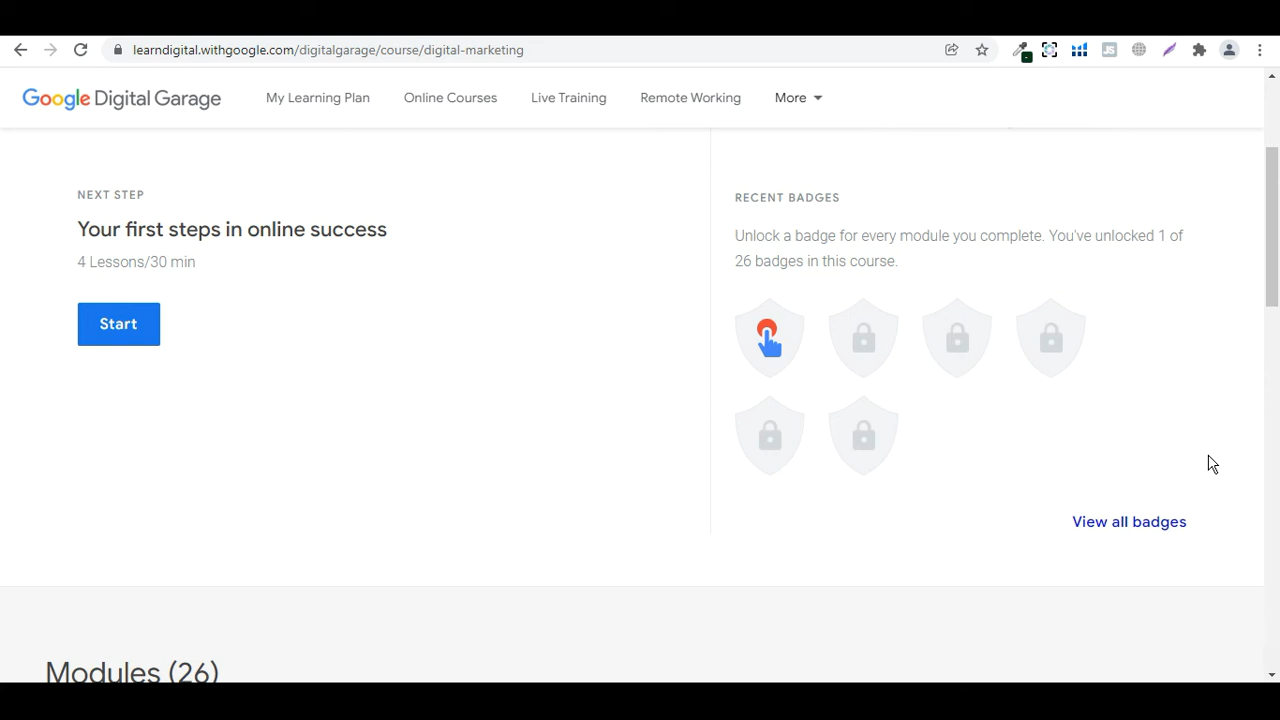 learndigital.withgoogle.com/digitalgarage/course/digital-marketing
JS
Google Digital Garage
My Learning Plan
Online Courses
Live Training
Remote Working
More
NEXT STEP
Your first steps in online success
4 Lessons/30 min
Start
RECENT BADGES
Unlock a badge for every module you complete. You've unlocked 1 of
26 badges in this course.
View all badges
Modules (26)